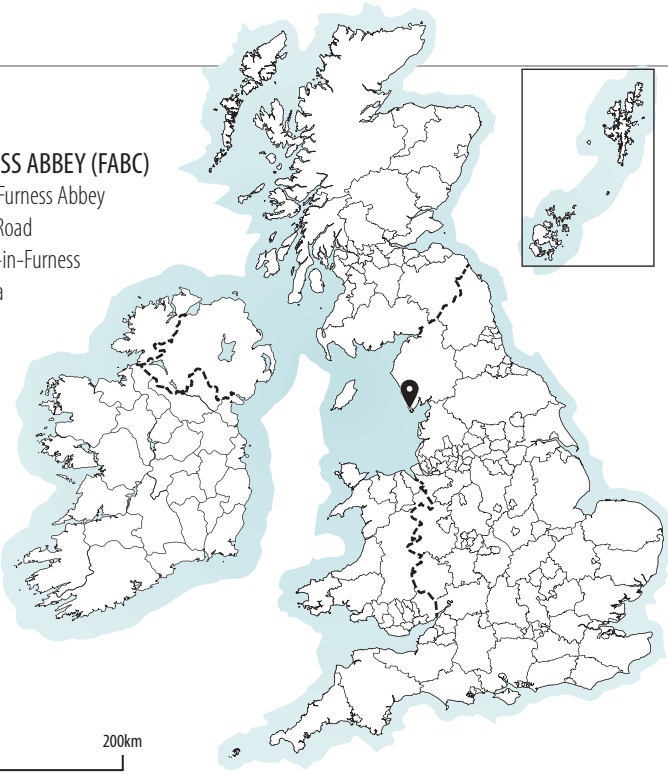 SS ABBEY (FABC)
Furness Abbey
Road
-in-Furness
a
200km